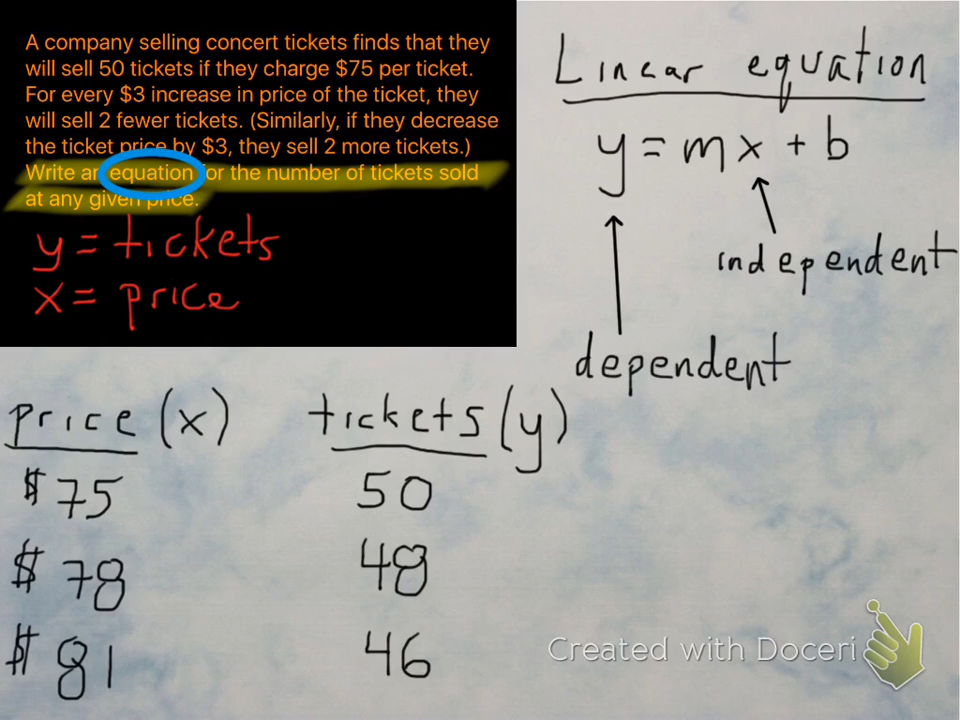 A company selling concert tickets finds that they
will sell 50 tickets if they charge $75 per ticket.
For every $3 increase in price of the ticket, they
will sell 2 fewer tickets. (Similarly, if they decrease
the ticket price by $3, they sell 2 more tickets.)
Write an equation for the number of tickets sold
at any given price.
y = tickets
x = price
Linear equation
y = mx + b
independent
dependent
price (x) tickets (y)
$75 50
$78 48
$81 46
Created with Doceri